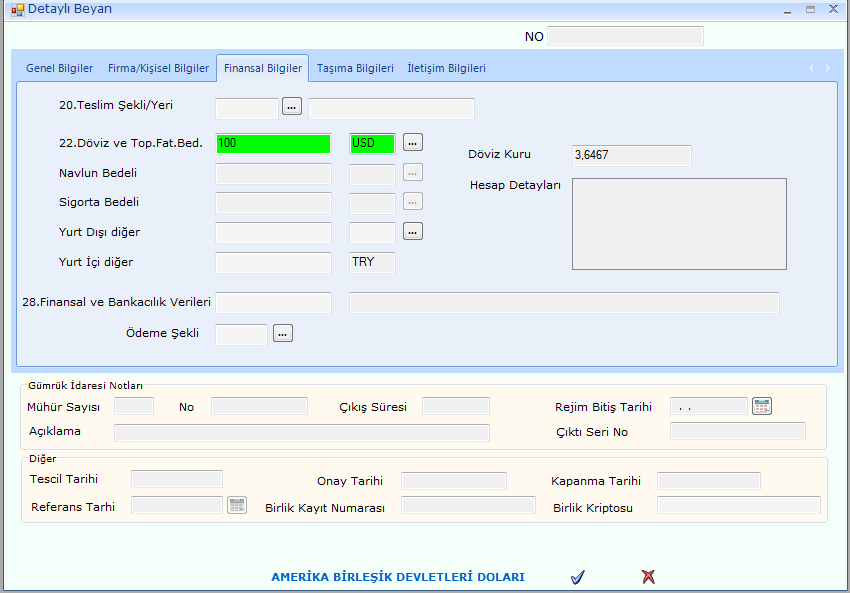 Detaylı Beyan
NO
Genel Bilgiler Firma/Kişisel Bilgiler Finansal Bilgiler Taşıma Bilgileri İletişim Bilgileri
20.Teslim Şekli/Yeri ...
22.Döviz ve Top.Fat.Bed. 100 USD ...
Döviz Kuru 3,6467
Navlun Bedeli ...
Hesap Detayları
Sigorta Bedeli ...
Yurt Dışı diğer ...
Yurt İçi diğer TRY
28.Finansal ve Bankacılık Verileri
Ödeme Şekli ...
Gümrük İdaresi Notları
Mühür Sayısı No Çıkış Süresi Rejim Bitiş Tarihi . .
Açıklama Çıktı Seri No
Diğer
Tescil Tarihi Onay Tarihi Kapanma Tarihi
Referans Tarhi Birlik Kayıt Numarası Birlik Kriptosu
AMERİKA BİRLEŞİK DEVLETLERİ DOLARI